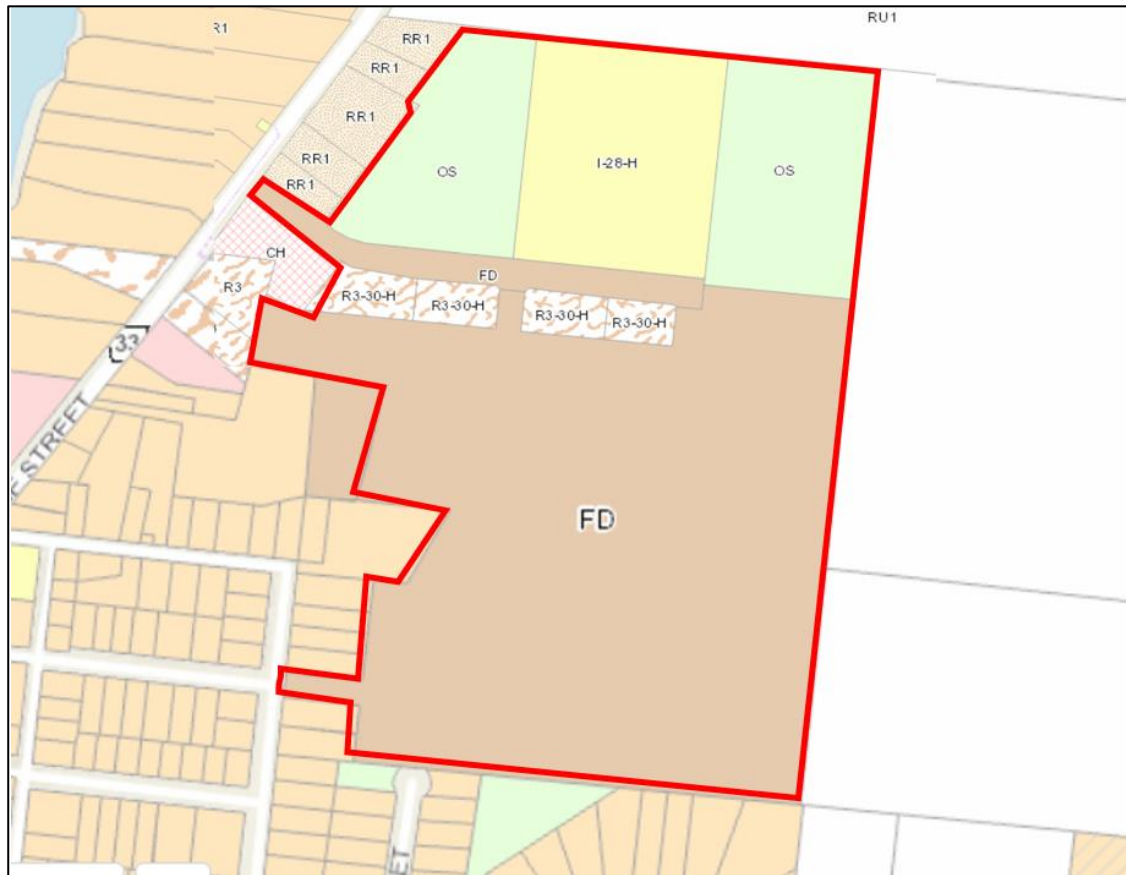 R1
RU1
RR1
RR1
RR1
RR1
RR1
OS
I-28-H
OS
CH
FD
R3
R3-30-H
R3-30-H
R3-30-H
R3-30-H
33
STREET
FD